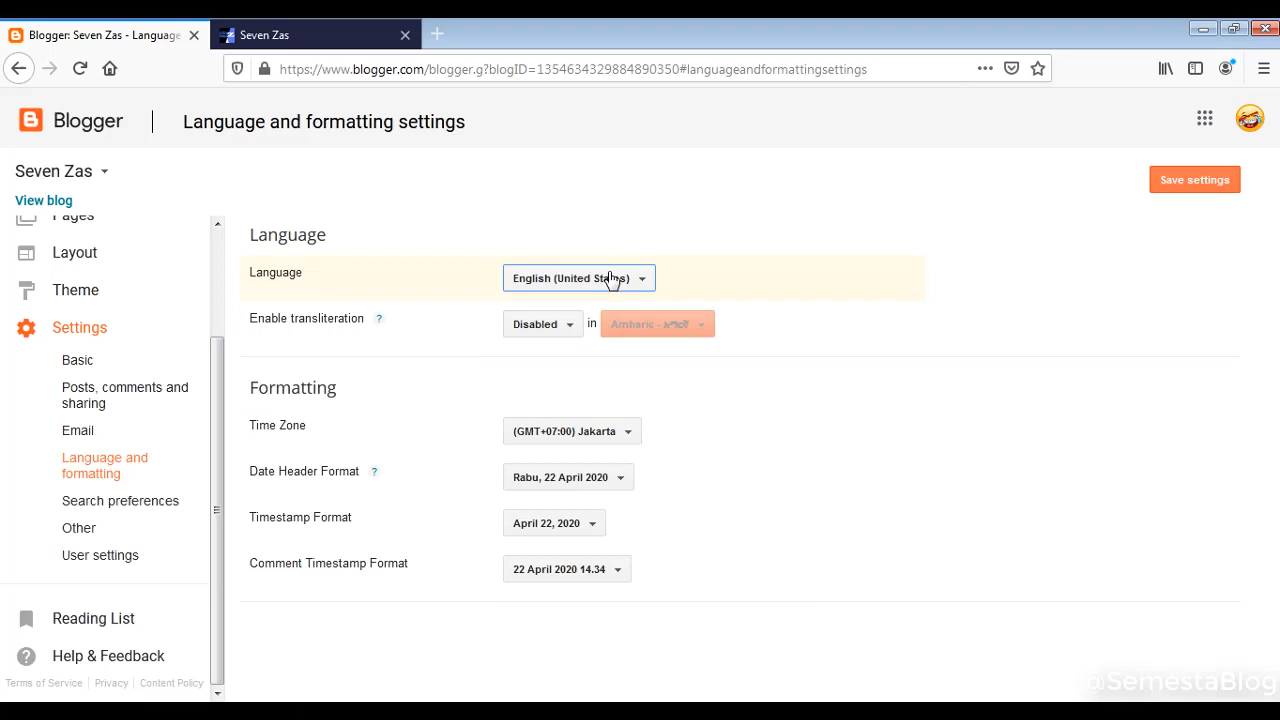 Blogger: Seven Zas - Language
Seven Zas
https://www.blogger.com/blogger.g?blogID=1354634329884890350#languageandformattingsettings
Blogger
Language and formatting settings
Seven Zas
View blog
Save settings
Pages
Layout
Theme
Settings
Basic
Posts, comments and
sharing
Email
Language and
formatting
Search preferences
Other
User settings
Reading List
Help & Feedback
Terms of Service
Privacy
Content Policy
Language
Language
English (United States)
Enable transliteration ?
Disabled
in
Amharic - አማርኛ
Formatting
Time Zone
(GMT+07:00) Jakarta
Date Header Format ?
Rabu, 22 April 2020
Timestamp Format
April 22, 2020
Comment Timestamp Format
22 April 2020 14.34
@SemestaBlog